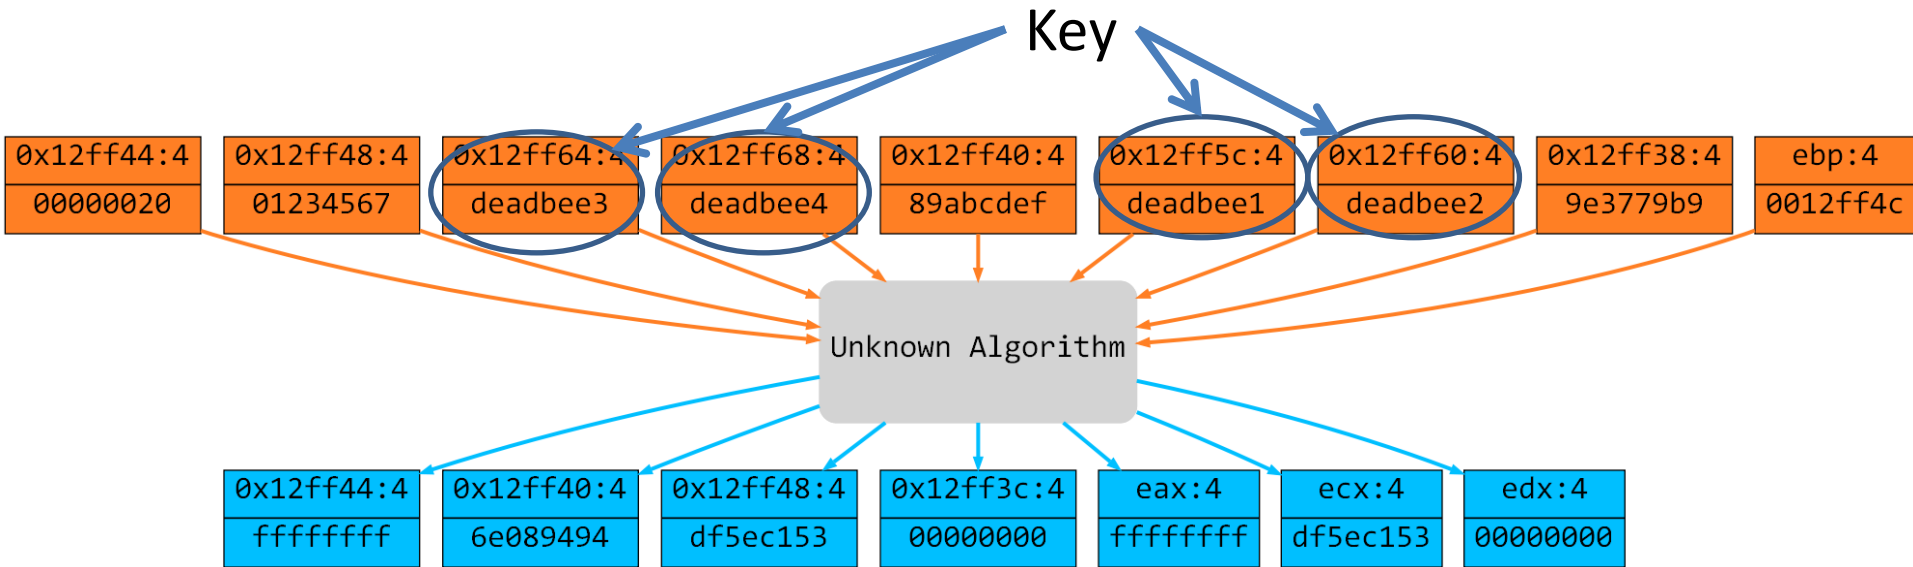 Key
0x12ff44:4
00000020
0x12ff48:4
01234567
0x12ff64:4
deadbee3
0x12ff68:4
deadbee4
0x12ff40:4
89abcdef
0x12ff5c:4
deadbee1
0x12ff60:4
deadbee2
0x12ff38:4
9e3779b9
ebp:4
0012ff4c
Unknown Algorithm
0x12ff44:4
ffffffff
0x12ff40:4
6e089494
0x12ff48:4
df5ec153
0x12ff3c:4
00000000
eax:4
ffffffff
ecx:4
df5ec153
edx:4
00000000